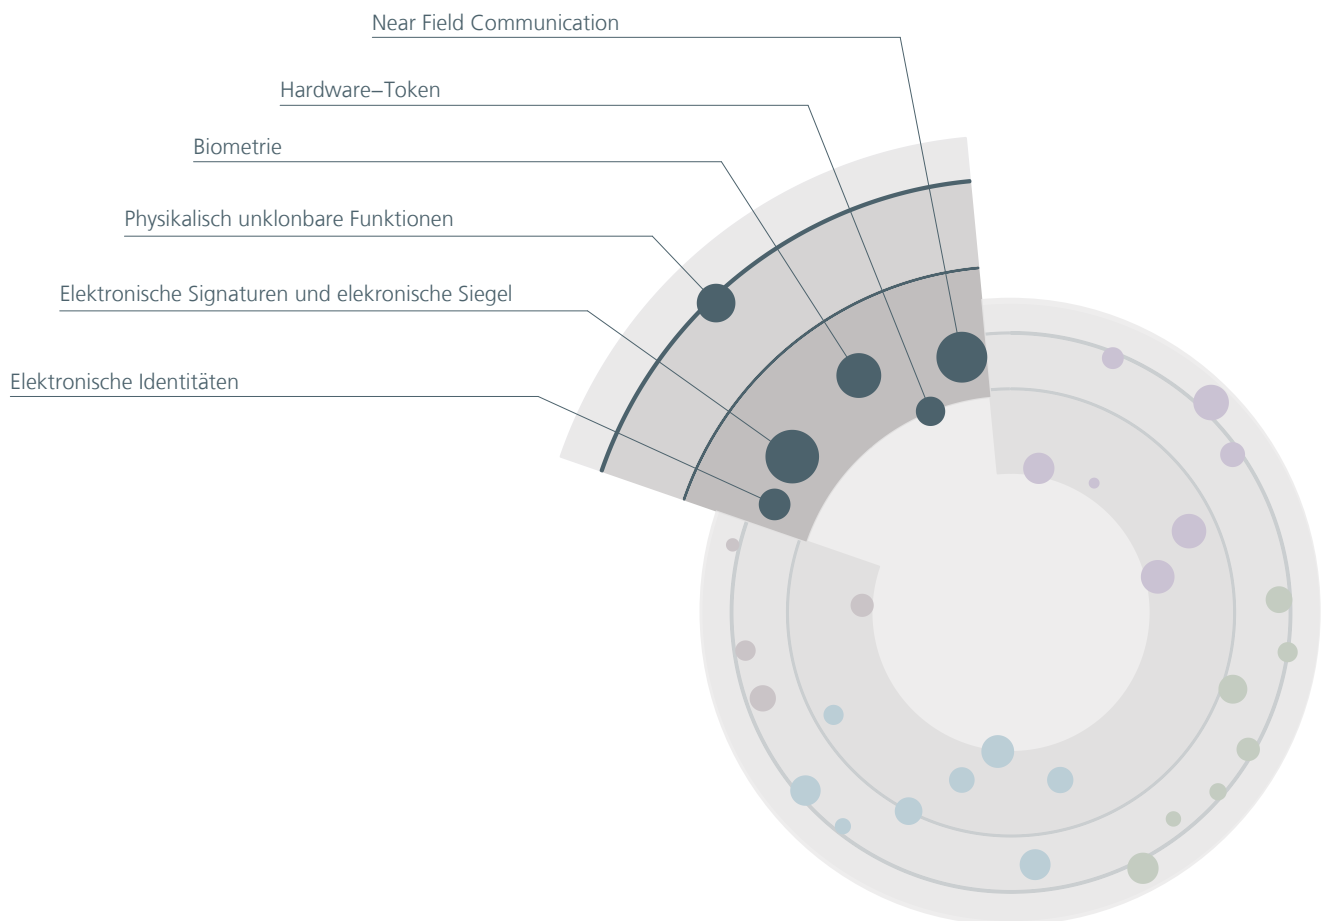 Near Field Communication
Hardware–Token
Biometrie
Physikalisch unklonbare Funktionen
Elektronische Signaturen und elekronische Siegel
Elektronische Identitäten